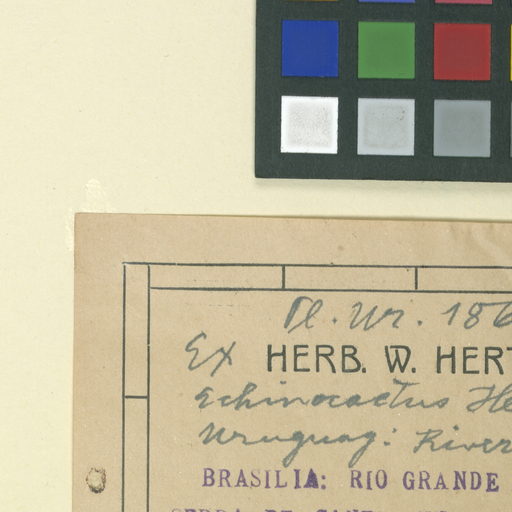 Pl. Ur. 186
Ex HERB. W. HERT
Echinocactus He
Uruguay: River
BRASILIA: RIO GRANDE